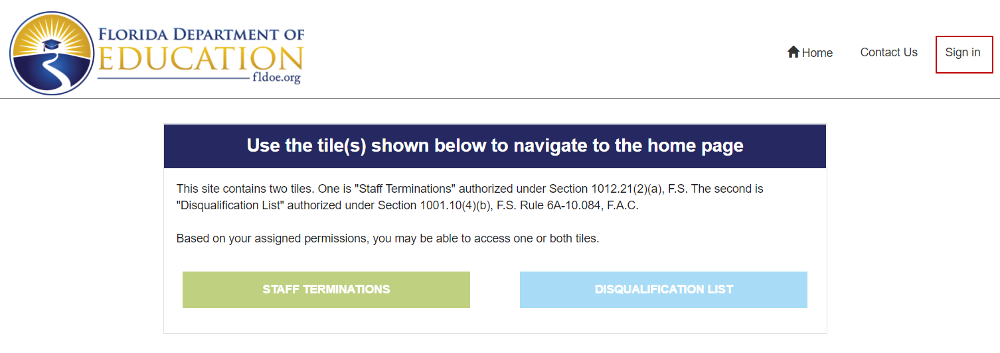 FLORIDA DEPARTMENT OF
EDUCATION
fldoe.org
Home Contact Us Sign in
Use the tile(s) shown below to navigate to the home page
This site contains two tiles. One is "Staff Terminations" authorized under Section 1012.21(2)(a), F.S. The second is
"Disqualification List" authorized under Section 1001.10(4)(b), F.S. Rule 6A-10.084, F.A.C.
Based on your assigned permissions, you may be able to access one or both tiles.
STAFF TERMINATIONS DISQUALIFICATION LIST